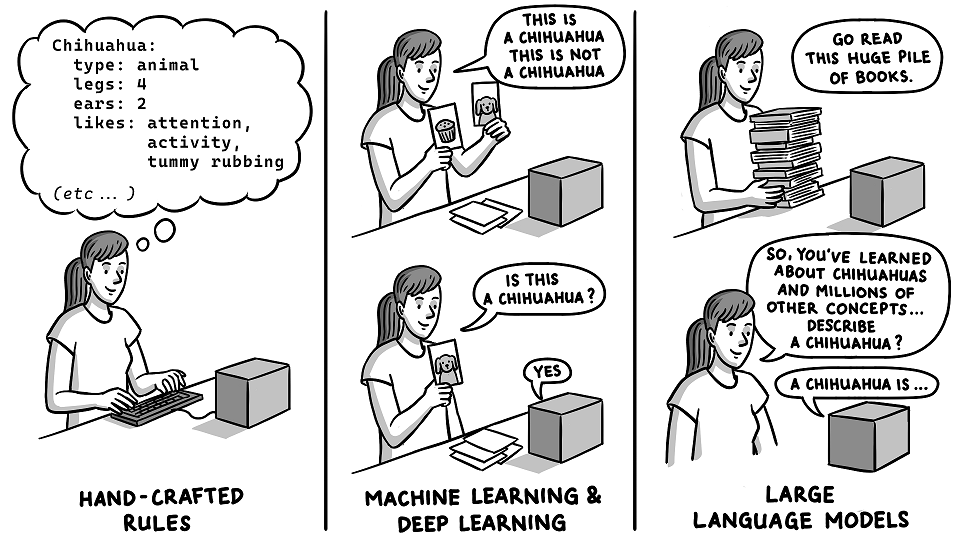 Chihuahua:
type: animal
legs: 4
ears: 2
likes: attention,
activity,
tummy rubbing
(etc ... )
HAND-CRAFTED
RULES
THIS IS
A CHIHUAHUA
THIS IS NOT
A CHIHUAHUA
IS THIS
A CHIHUAHUA?
YES
MACHINE LEARNING &
DEEP LEARNING
GO READ
THIS HUGE PILE
OF BOOKS.
SO, YOU'VE LEARNED
ABOUT CHIHUAHUAS
AND MILLIONS OF
OTHER CONCEPTS...
DESCRIBE
A CHIHUAHUA?
A CHIHUAHUA IS ...
LARGE
LANGUAGE MODELS